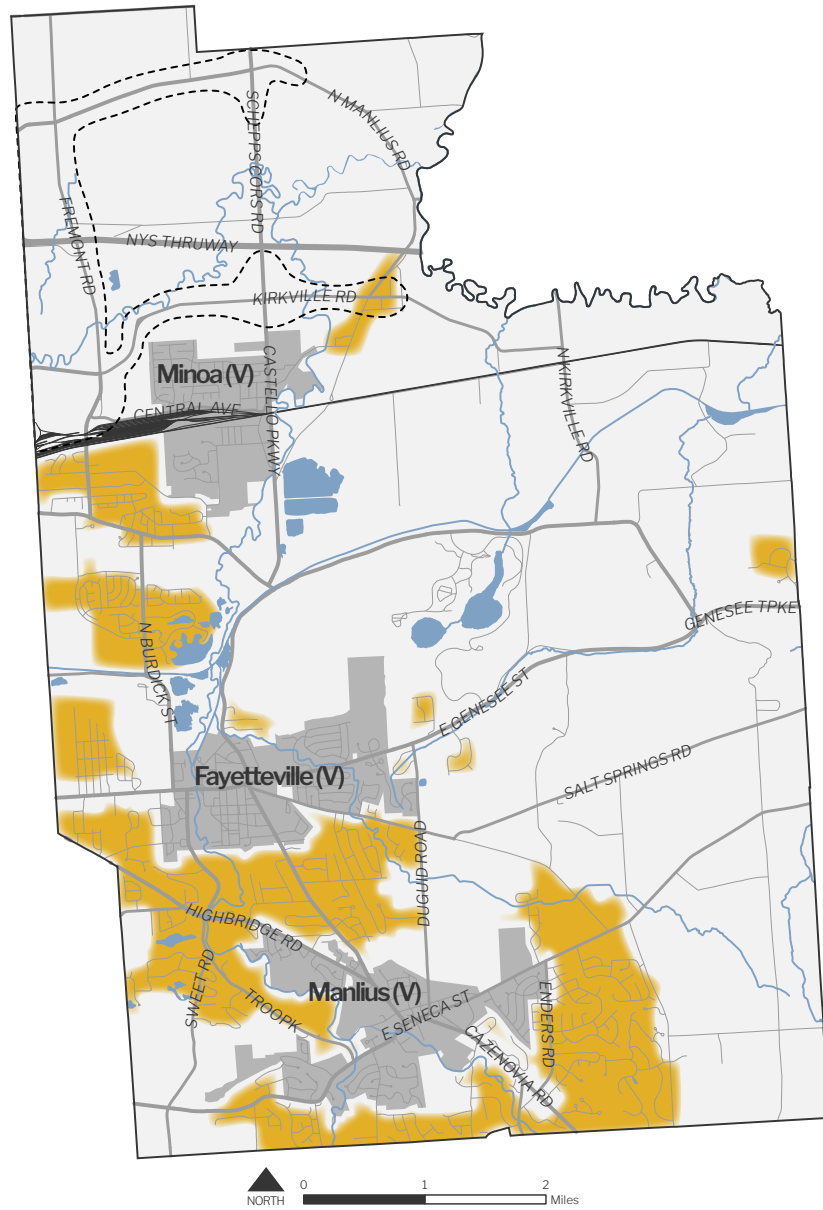 N MANLIUS RD
SCHEPPS CORS RD
FREMONT RD
NYS THRUWAY
KIRKVILLE RD
Minoa (V)
CASTELLO PKWY
N KIRKVILLE RD
CENTRAL AVE
GENESEE TPKE
N BURDICK ST
E GENESEE ST
SALT SPRINGS RD
Fayetteville (V)
DUGUID ROAD
HIGHBRIDGE RD
SWEET RD
TROOP K
Manlius (V)
E SENECA ST
ENDERS RD
CAZENOVIA RD
NORTH
0 1 2
Miles